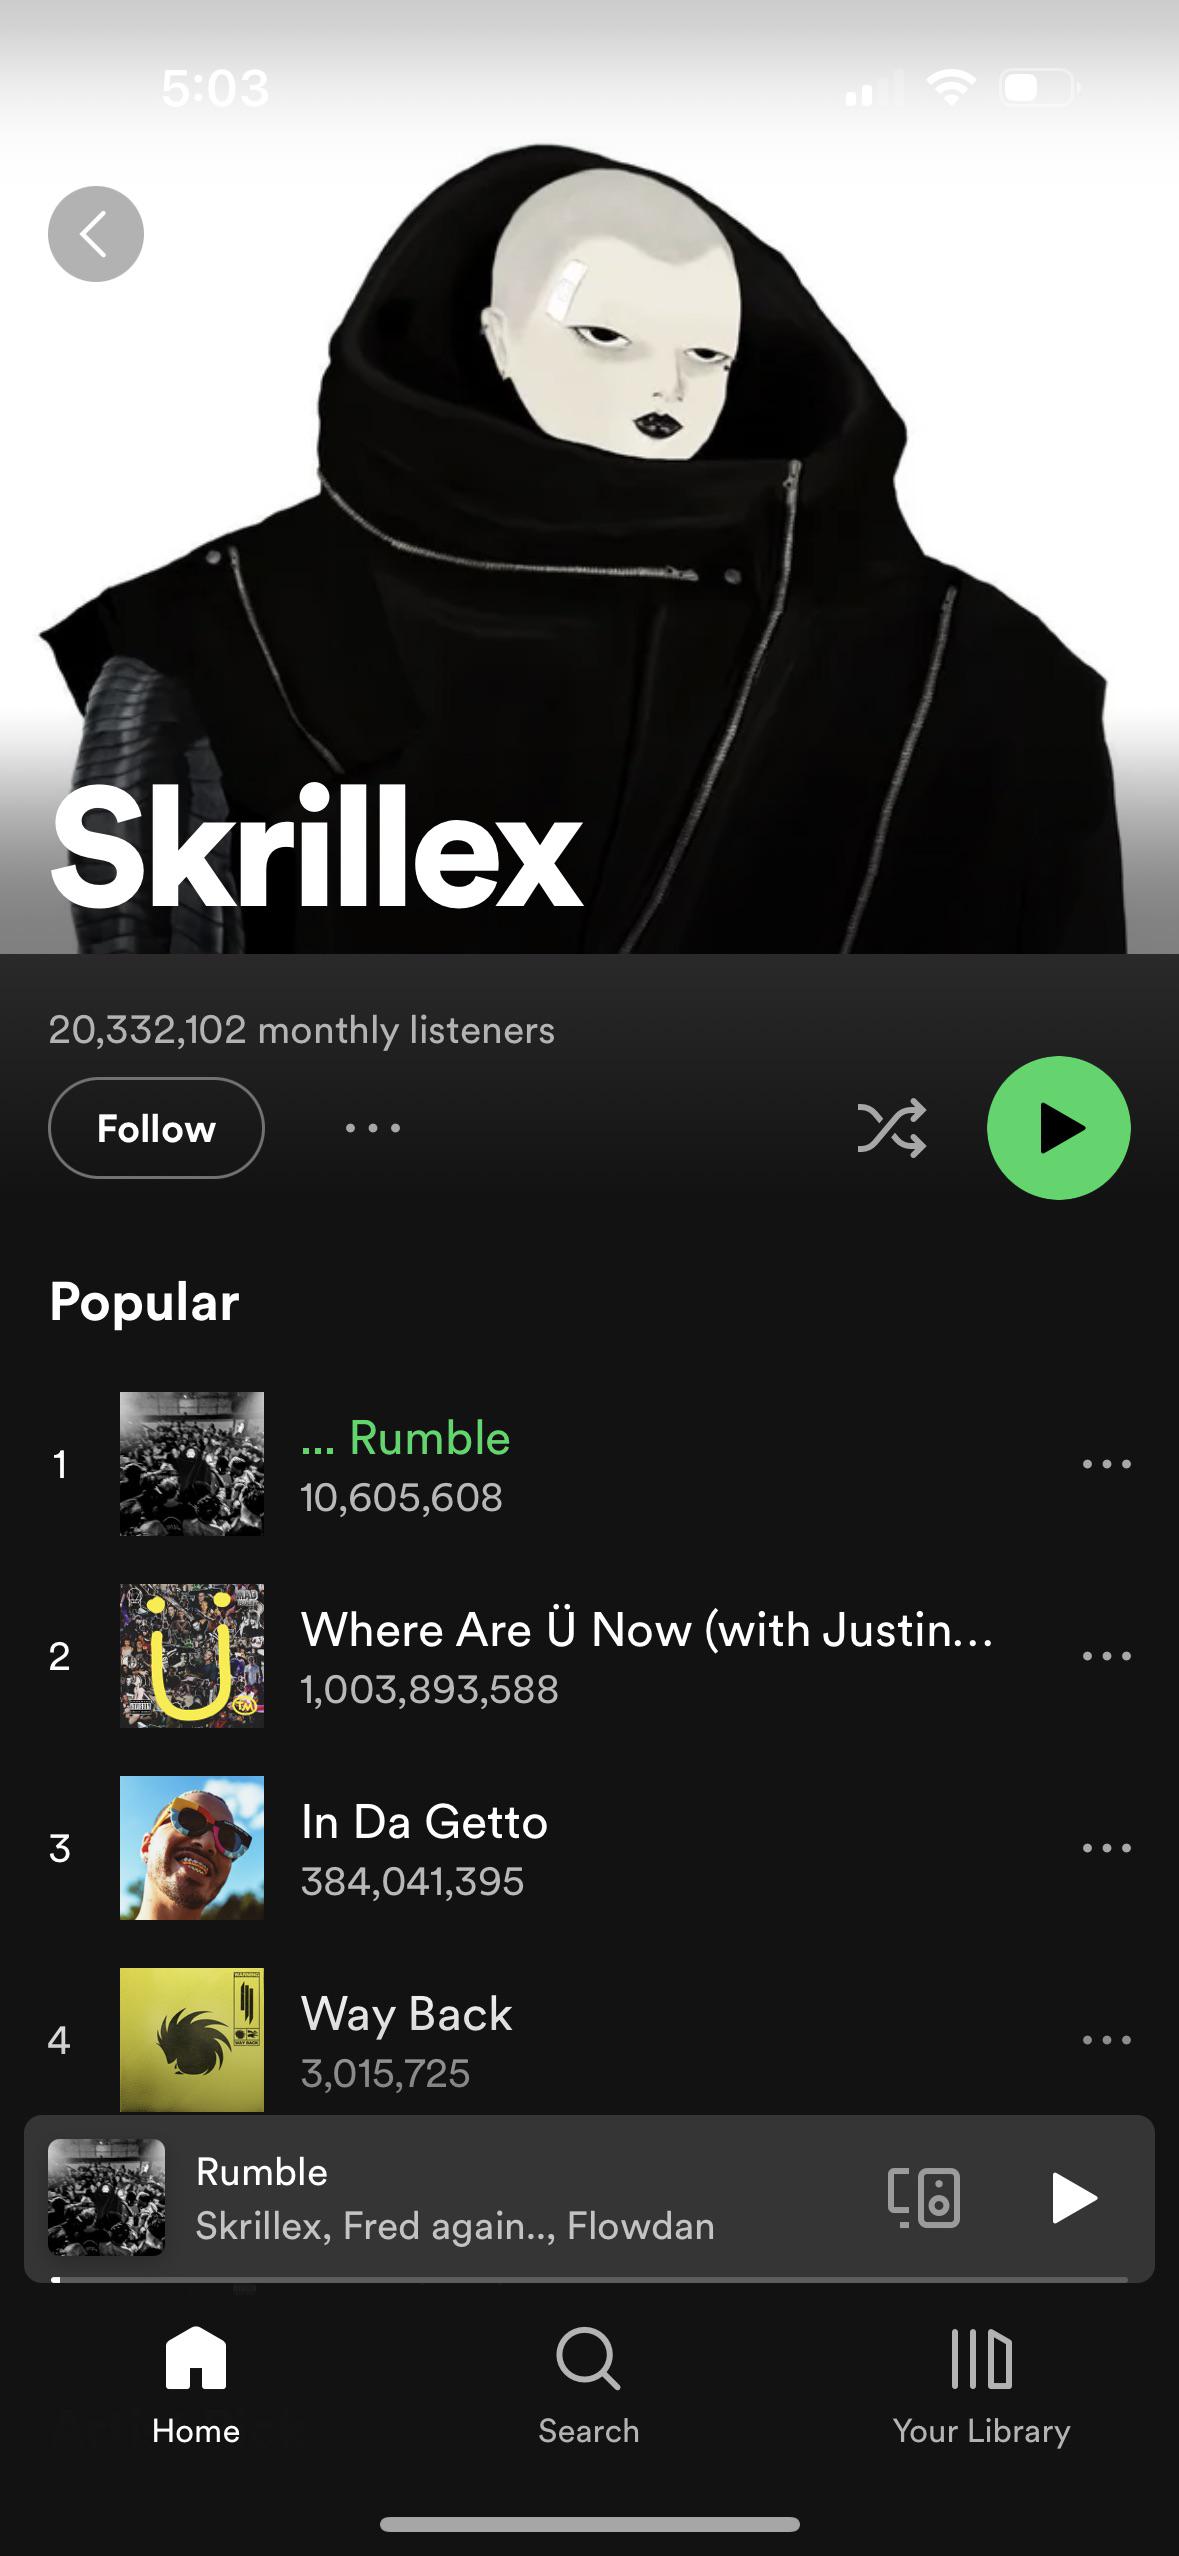 5:03
Skrillex
20,332,102 monthly listeners
Follow
Popular
1
... Rumble
10,605,608
2
Where Are Ü Now (with Justin...
1,003,893,588
3
In Da Getto
384,041,395
4
Way Back
3,015,725
Rumble
Skrillex, Fred again.., Flowdan
Home
Search
Your Library